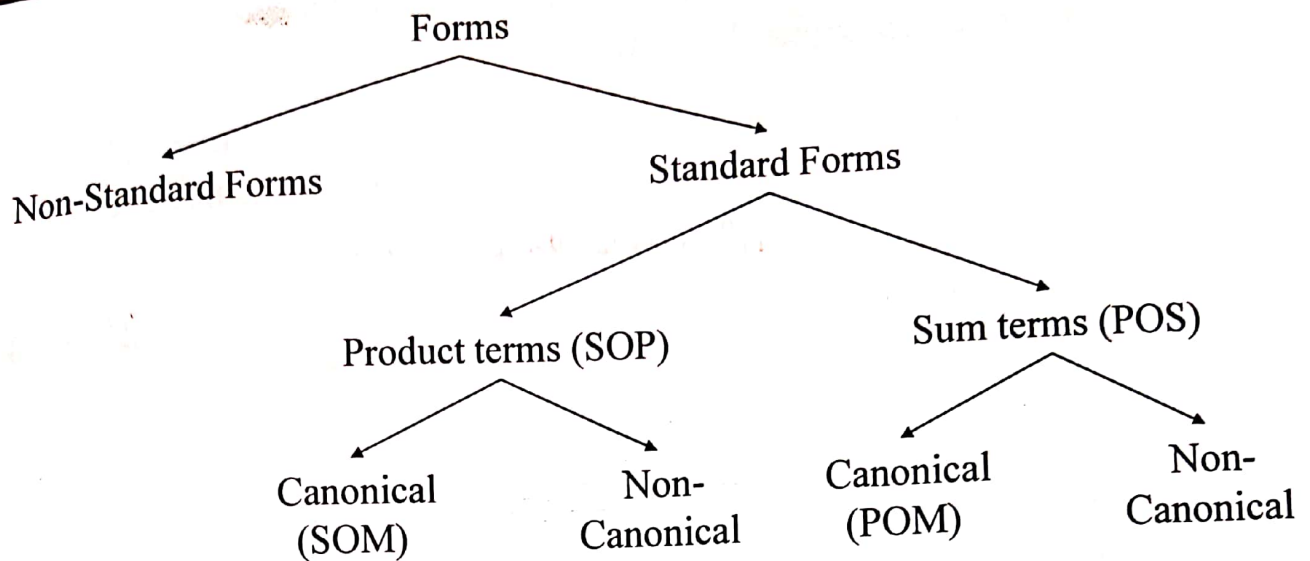 Forms
Non-Standard Forms
Standard Forms
Product terms (SOP)
Sum terms (POS)
Canonical
(SOM)
Non-
Canonical
Canonical
(POM)
Non-
Canonical